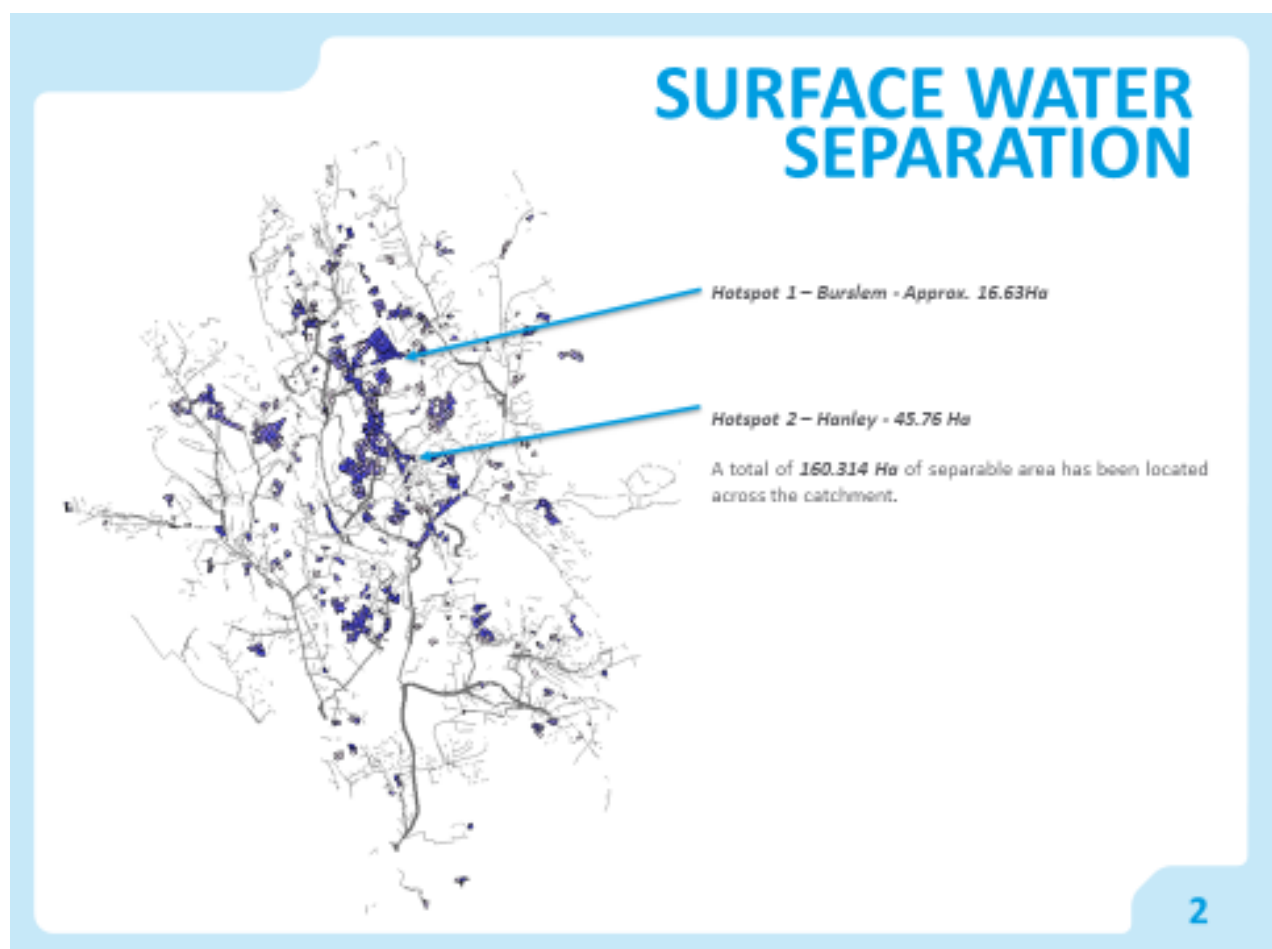 SURFACE WATER
SEPARATION
Hotspot 1 – Burslem - Approx. 16.63Ha
Hotspot 2 – Hanley - 45.76 Ha
A total of 160.314 Ha of separable area has been located
across the catchment.
2